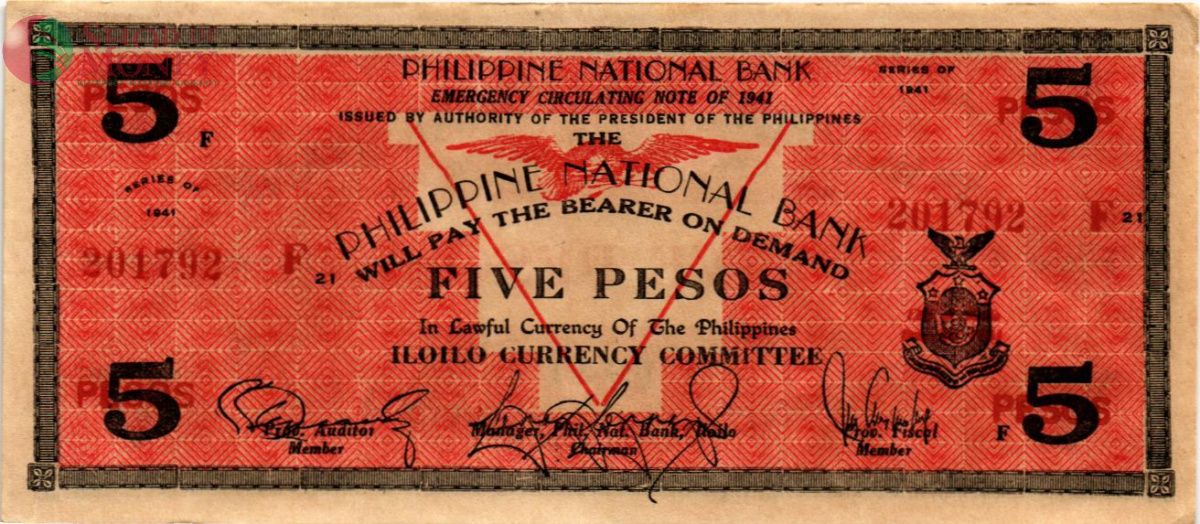 PHILIPPINE NATIONAL BANK
EMERGENCY CIRCULATING NOTE OF 1941
ISSUED BY AUTHORITY OF THE PRESIDENT OF THE PHILIPPINES
SERIES OF
1941
5
PESOS
F
5
PESOS
SERIES OF
1941
THE
PHILIPPINE NATIONAL BANK
WILL PAY THE BEARER ON DEMAND
201792 F 21
201792 F 21
FIVE PESOS
In Lawful Currency Of The Philippines
ILOILO CURRENCY COMMITTEE
5
PESOS
5
PESOS
F
Prov. Auditor
Member
Manager, Phil. Nat. Bank, Iloilo
Chairman
Prov. Fiscal
Member